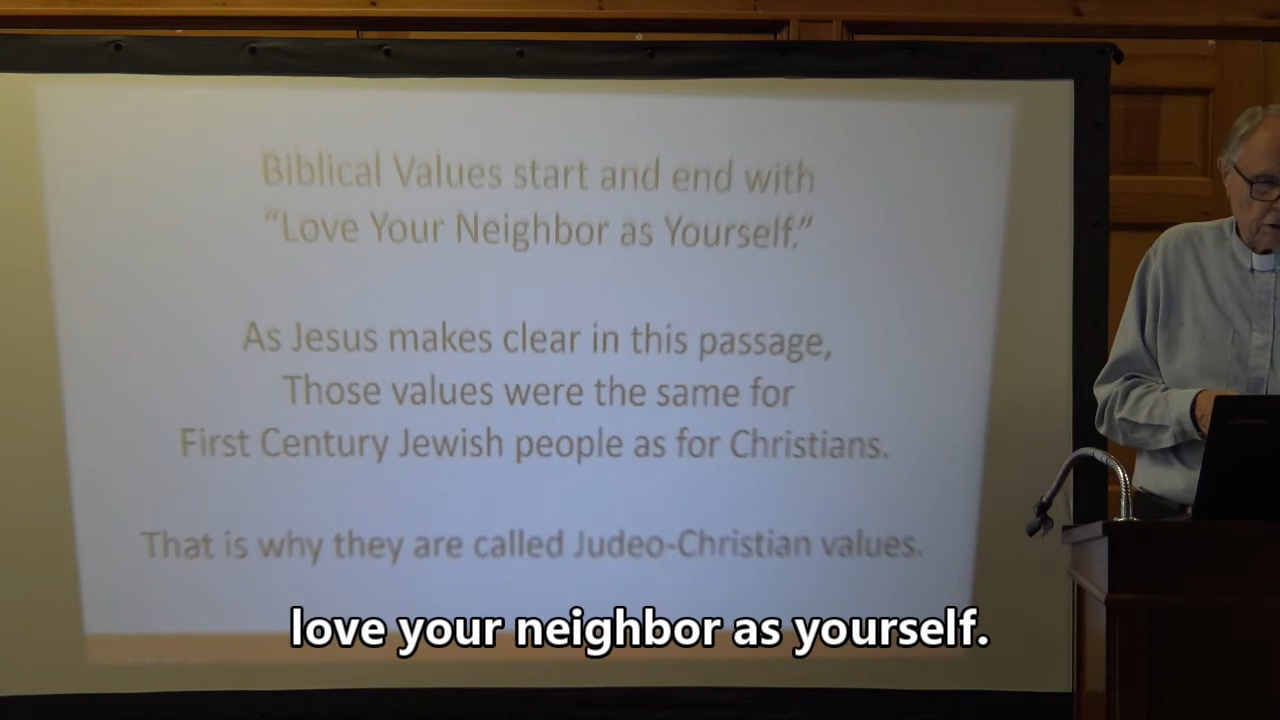 Biblical Values start and end with
“Love Your Neighbor as Yourself.”
As Jesus makes clear in this passage,
Those values were the same for
First Century Jewish people as for Christians.
That is why they are called Judeo-Christian values.
love your neighbor as yourself.